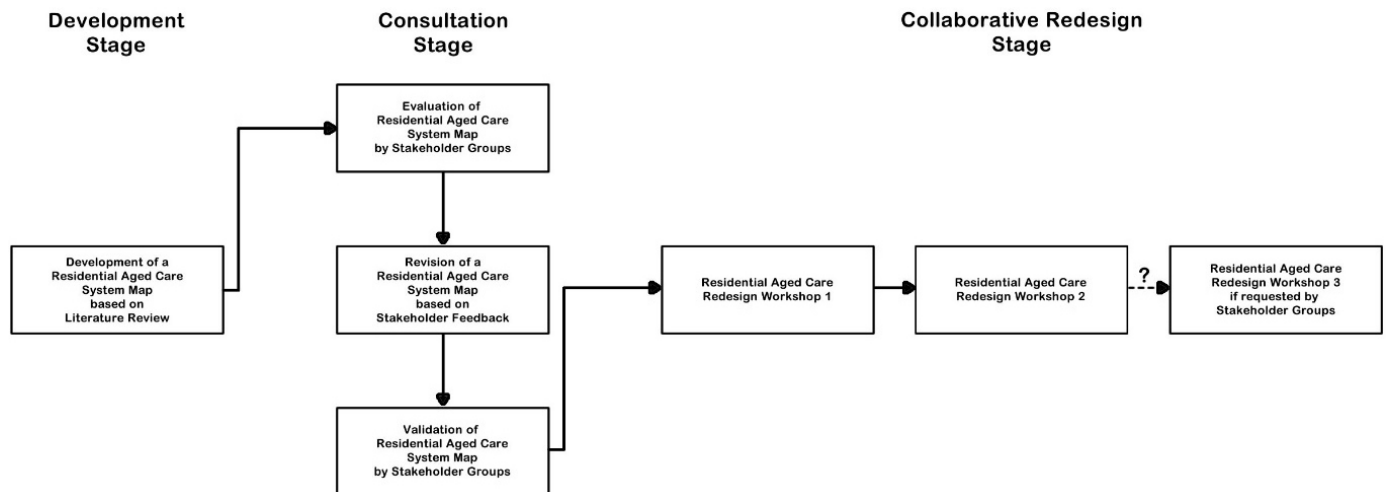 Development
Stage
Consultation
Stage
Collaborative Redesign
Stage
Evaluation of
Residential Aged Care
System Map
by Stakeholder Groups
Development of a
Residential Aged Care
System Map
based on
Literature Review
Revision of a
Residential Aged Care
System Map
based on
Stakeholder Feedback
Validation of
Residential Aged Care
System Map
by Stakeholder Groups
Residential Aged Care
Redesign Workshop 1
Residential Aged Care
Redesign Workshop 2
?
Residential Aged Care
Redesign Workshop 3
if requested by
Stakeholder Groups